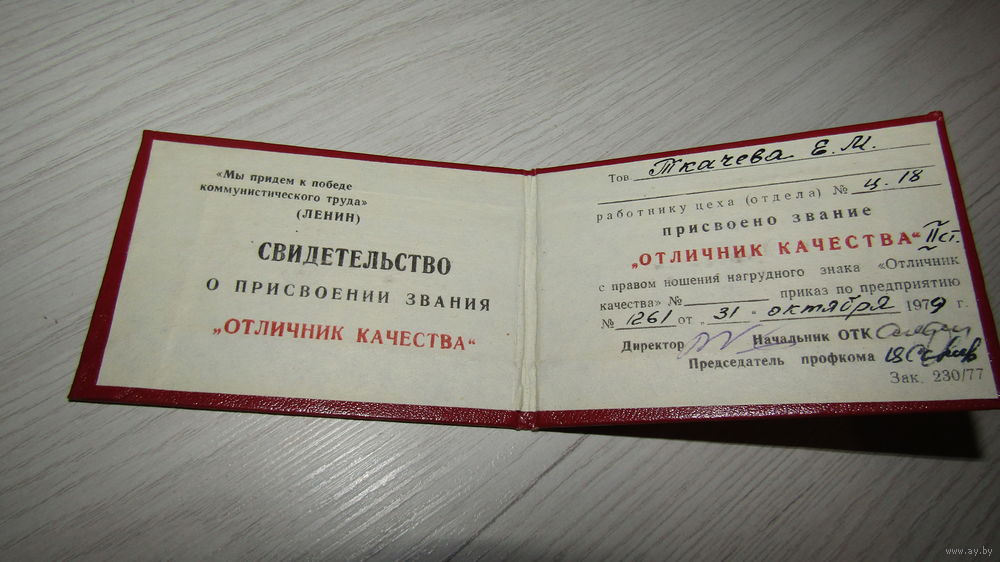 «Мы придем к победе
коммунистического труда»
(ЛЕНИН)
СВИДЕТЕЛЬСТВО
О ПРИСВОЕНИИ ЗВАНИЯ
„ОТЛИЧНИК КАЧЕСТВА“
Тов Ткачева Е. М.
работнику цеха (отдела) № ц. 18
присвоено звание
„ОТЛИЧНИК КАЧЕСТВА“ II ст.
с правом ношения нагрудного знака «Отличник
качества» № приказ по предприятию
№ 1261 от „ 31 “ октября 1979 г.
Директор Начальник ОТК
Председатель профкома
Зак. 230/77
www.ay.by